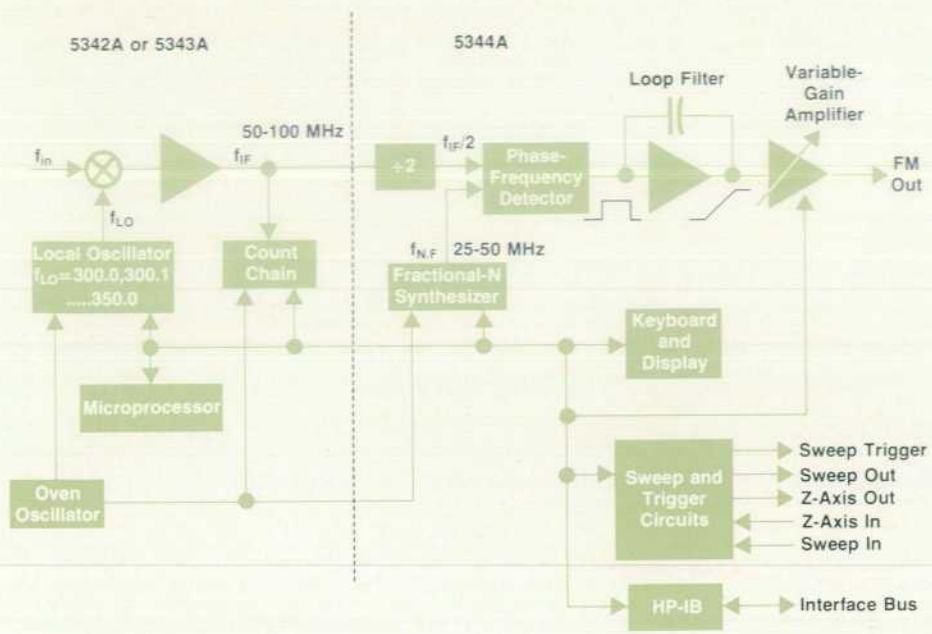 5342A or 5343A
5344A
Loop Filter
Variable-
Gain
Amplifier
50-100 MHz
fin
fIF
÷2
fIF/2
Phase-
Frequency
Detector
FM
Out
fLO
Local Oscillator
fLO=300.0,300.1
.....350.0
Count
Chain
fN.F
25-50 MHz
Fractional-N
Synthesizer
Keyboard
and
Display
Microprocessor
Oven
Oscillator
Sweep and
Trigger
Circuits
Sweep Trigger
Sweep Out
Z-Axis Out
Z-Axis In
Sweep In
HP-IB
Interface Bus